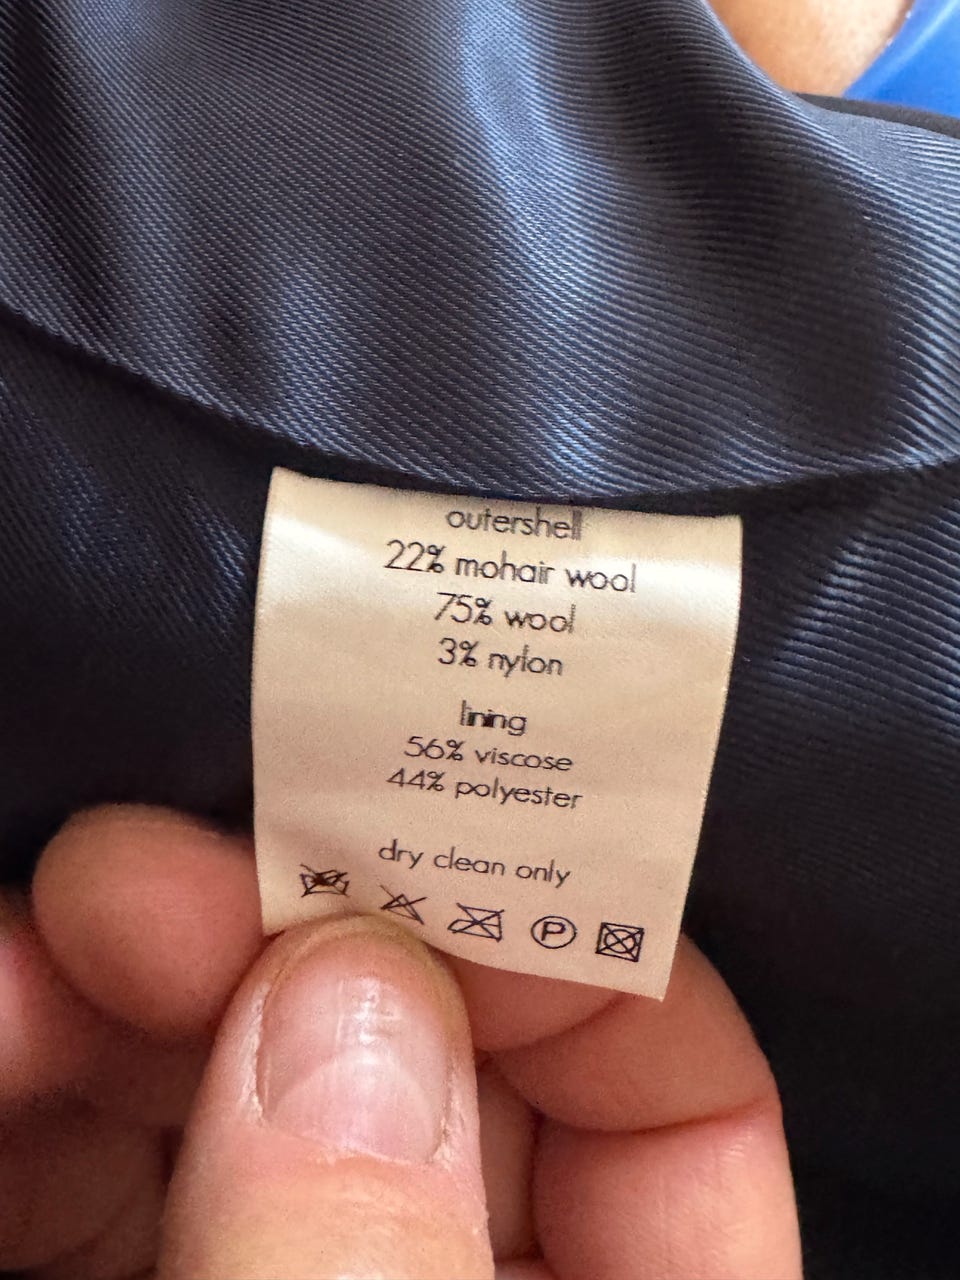 outershell
22% mohair wool
75% wool
3% nylon
lining
56% viscose
44% polyester
dry clean only
P